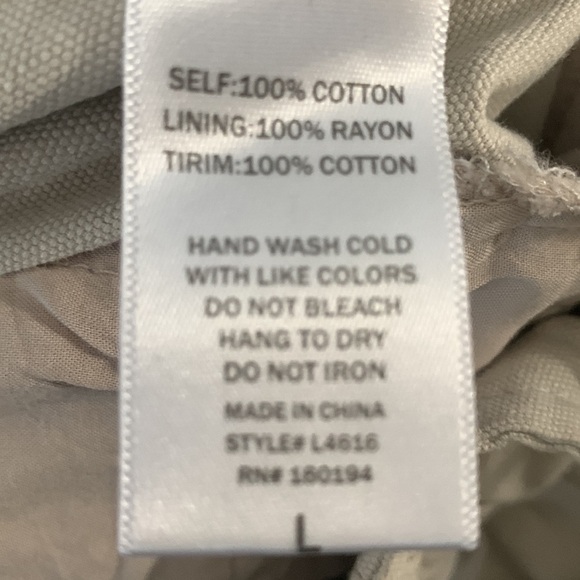 SELF:100% COTTON
LINING:100% RAYON
TIRIM:100% COTTON
HAND WASH COLD
WITH LIKE COLORS
DO NOT BLEACH
HANG TO DRY
DO NOT IRON
MADE IN CHINA
STYLE# L4616
RN# 160194
L